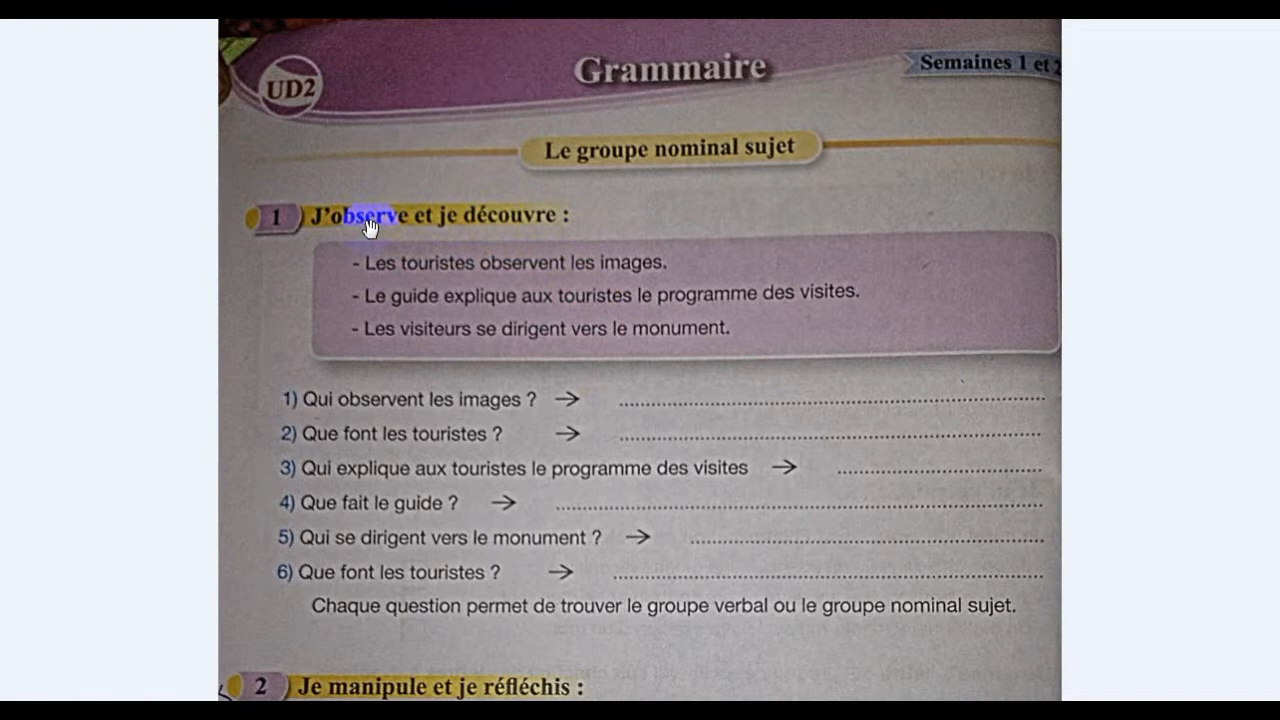 UD2
Grammaire
Semaines 1 et 2
Le groupe nominal sujet
1 J'observe et je découvre :
- Les touristes observent les images.
- Le guide explique aux touristes le programme des visites.
- Les visiteurs se dirigent vers le monument.
1) Qui observent les images ? → ..........
2) Que font les touristes ? → ..........
3) Qui explique aux touristes le programme des visites → ..........
4) Que fait le guide ? → ..........
5) Qui se dirigent vers le monument ? → ..........
6) Que font les touristes ? → ..........
Chaque question permet de trouver le groupe verbal ou le groupe nominal sujet.
2 Je manipule et je réfléchis :